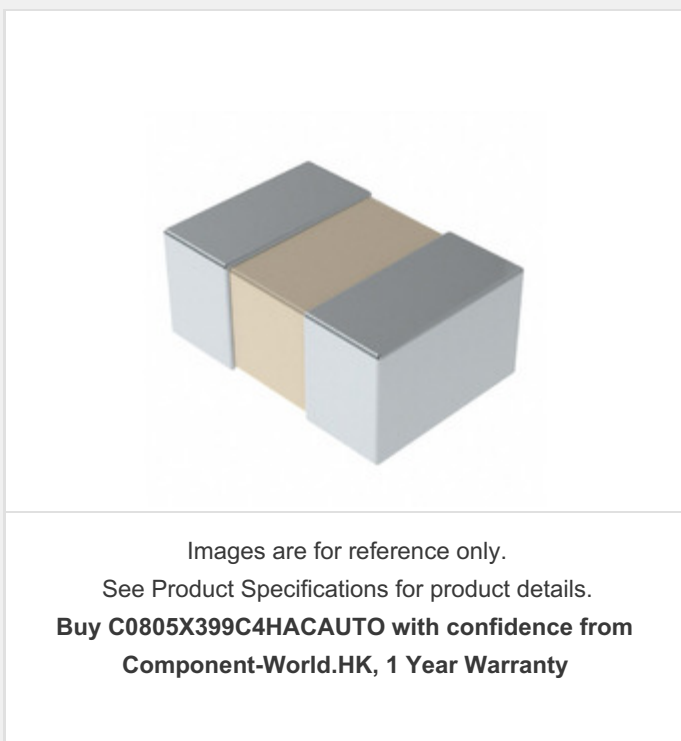 Images are for reference only.
See Product Specifications for product details.
Buy C0805X399C4HACAUTO with confidence from
Component-World.HK, 1 Year Warranty